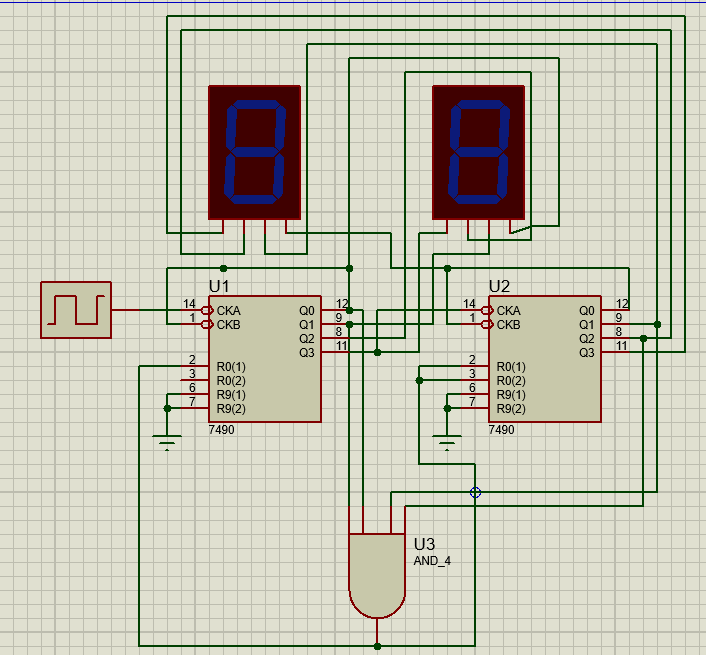 U1
14 CKA Q0 12
1 CKB Q1 9
Q2 8
Q3 11
2 R0(1)
3 R0(2)
6 R9(1)
7 R9(2)
7490
U2
14 CKA Q0 12
1 CKB Q1 9
Q2 8
Q3 11
2 R0(1)
3 R0(2)
6 R9(1)
7 R9(2)
7490
U3
AND_4